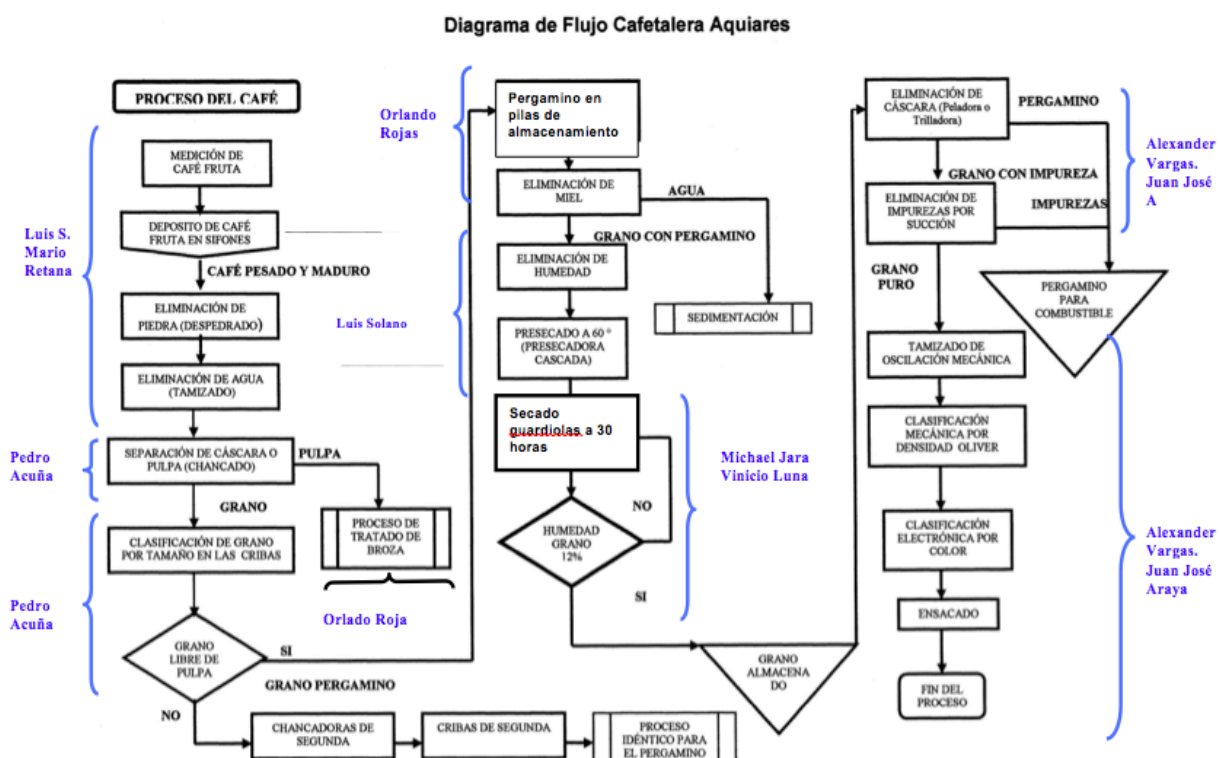 Diagrama de Flujo Cafetalera Aquiares
PROCESO DEL CAFÉ
Luis S.
Mario
Retana
MEDICIÓN DE
CAFÉ FRUTA
DEPOSITO DE CAFÉ
FRUTA EN SIFONES
CAFÉ PESADO Y MADURO
ELIMINACIÓN DE
PIEDRA (DESPEDRADO)
ELIMINACIÓN DE AGUA
(TAMIZADO)
Pedro
Acuña
SEPARACIÓN DE CÁSCARA O
PULPA (CHANCADO)
PULPA
GRANO
PROCESO DE
TRATADO DE
BROZA
Orlado Roja
Pedro
Acuña
CLASIFICACIÓN DE GRANO
POR TAMAÑO EN LAS CRIBAS
GRANO
LIBRE DE
PULPA
SI
GRANO PERGAMINO
NO
CHANCADORAS DE
SEGUNDA
CRIBAS DE SEGUNDA
PROCESO
IDÉNTICO PARA
EL PERGAMINO
Orlando
Rojas
Pergamino en
pilas de
almacenamiento
ELIMINACIÓN DE
MIEL
AGUA
GRANO CON PERGAMINO
SEDIMENTACIÓN
Luis Solano
ELIMINACIÓN DE
HUMEDAD
PRESECADO A 60 °
(PRESECADORA
CASCADA)
Secado
guardiolas a 30
horas
Michael Jara
Vinicio Luna
NO
HUMEDAD
GRANO
12%
SI
GRANO
ALMACENA
DO
ELIMINACIÓN DE
CÁSCARA (Peladora o
Trilladora)
PERGAMINO
GRANO CON IMPUREZA
Alexander
Vargas.
Juan José
A
ELIMINACIÓN DE
IMPUREZAS POR
SUCCIÓN
IMPUREZAS
GRANO
PURO
PERGAMINO
PARA
COMBUSTIBLE
TAMIZADO DE
OSCILACIÓN MECÁNICA
CLASIFICACIÓN
MECÁNICA POR
DENSIDAD OLIVER
CLASIFICACIÓN
ELECTRÓNICA POR
COLOR
Alexander
Vargas.
Juan José
Araya
ENSACADO
FIN DEL
PROCESO